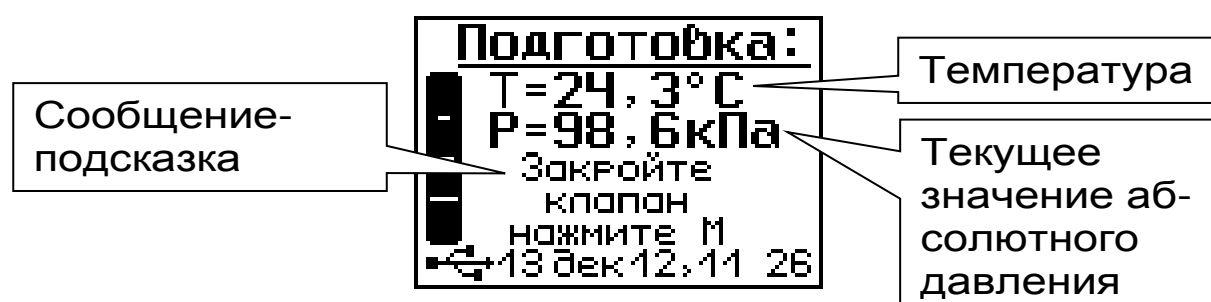 Подготовка:
T=24,3°C
P=98,6кПа
Закройте
клапан
нажмите М
13 дек 12,11 26
Сообщение-
подсказка
Температура
Текущее
значение аб-
солютного
давления